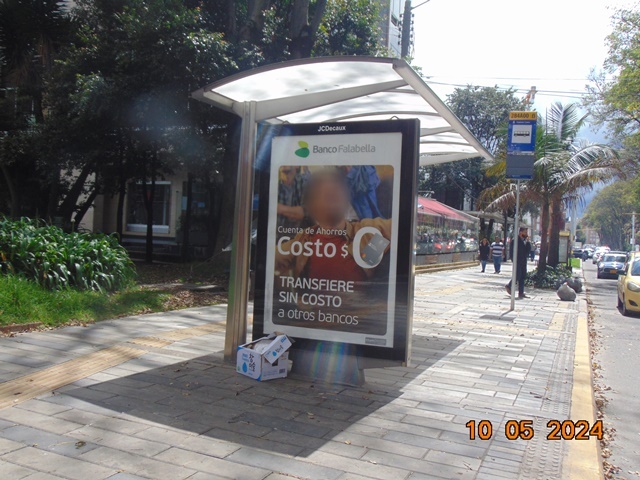 JCDecaux
Banco Falabella
Cuenta de Ahorros
Costo $0
TRANSFIERE
SIN COSTO
a otros bancos
10 05 2024